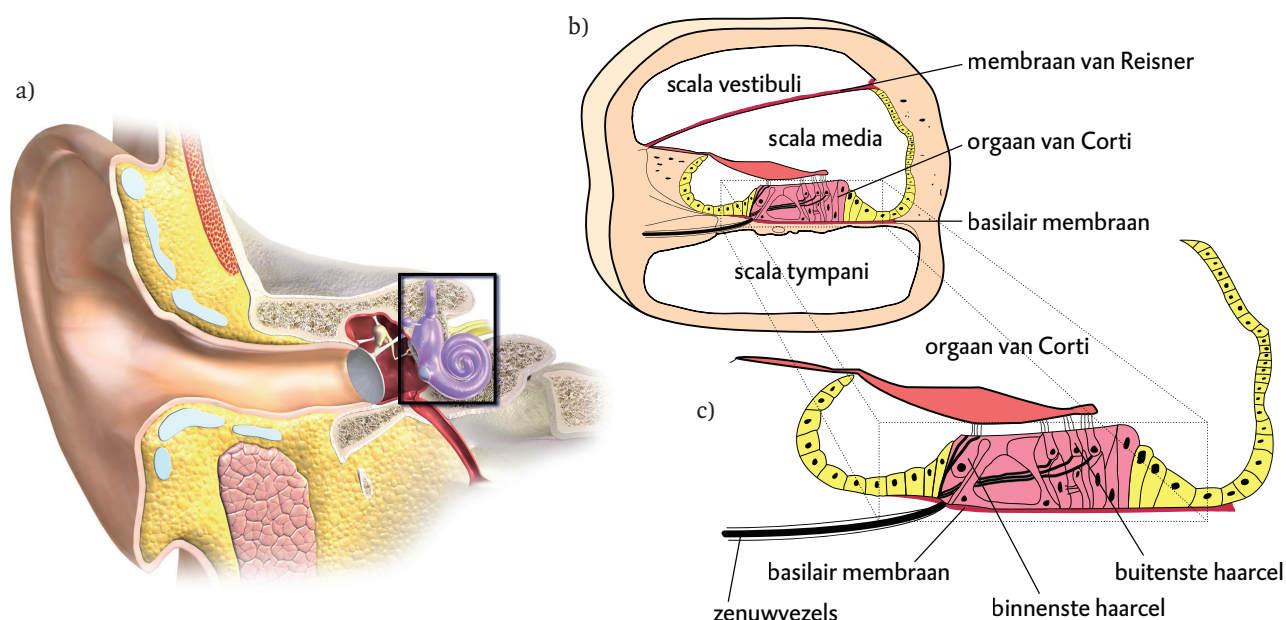 a)
b)
scala vestibuli
membraan van Reisner
scala media
orgaan van Corti
basilair membraan
scala tympani
orgaan van Corti
c)
basilair membraan
buitenste haarcel
zenuwvezels
binnenste haarcel